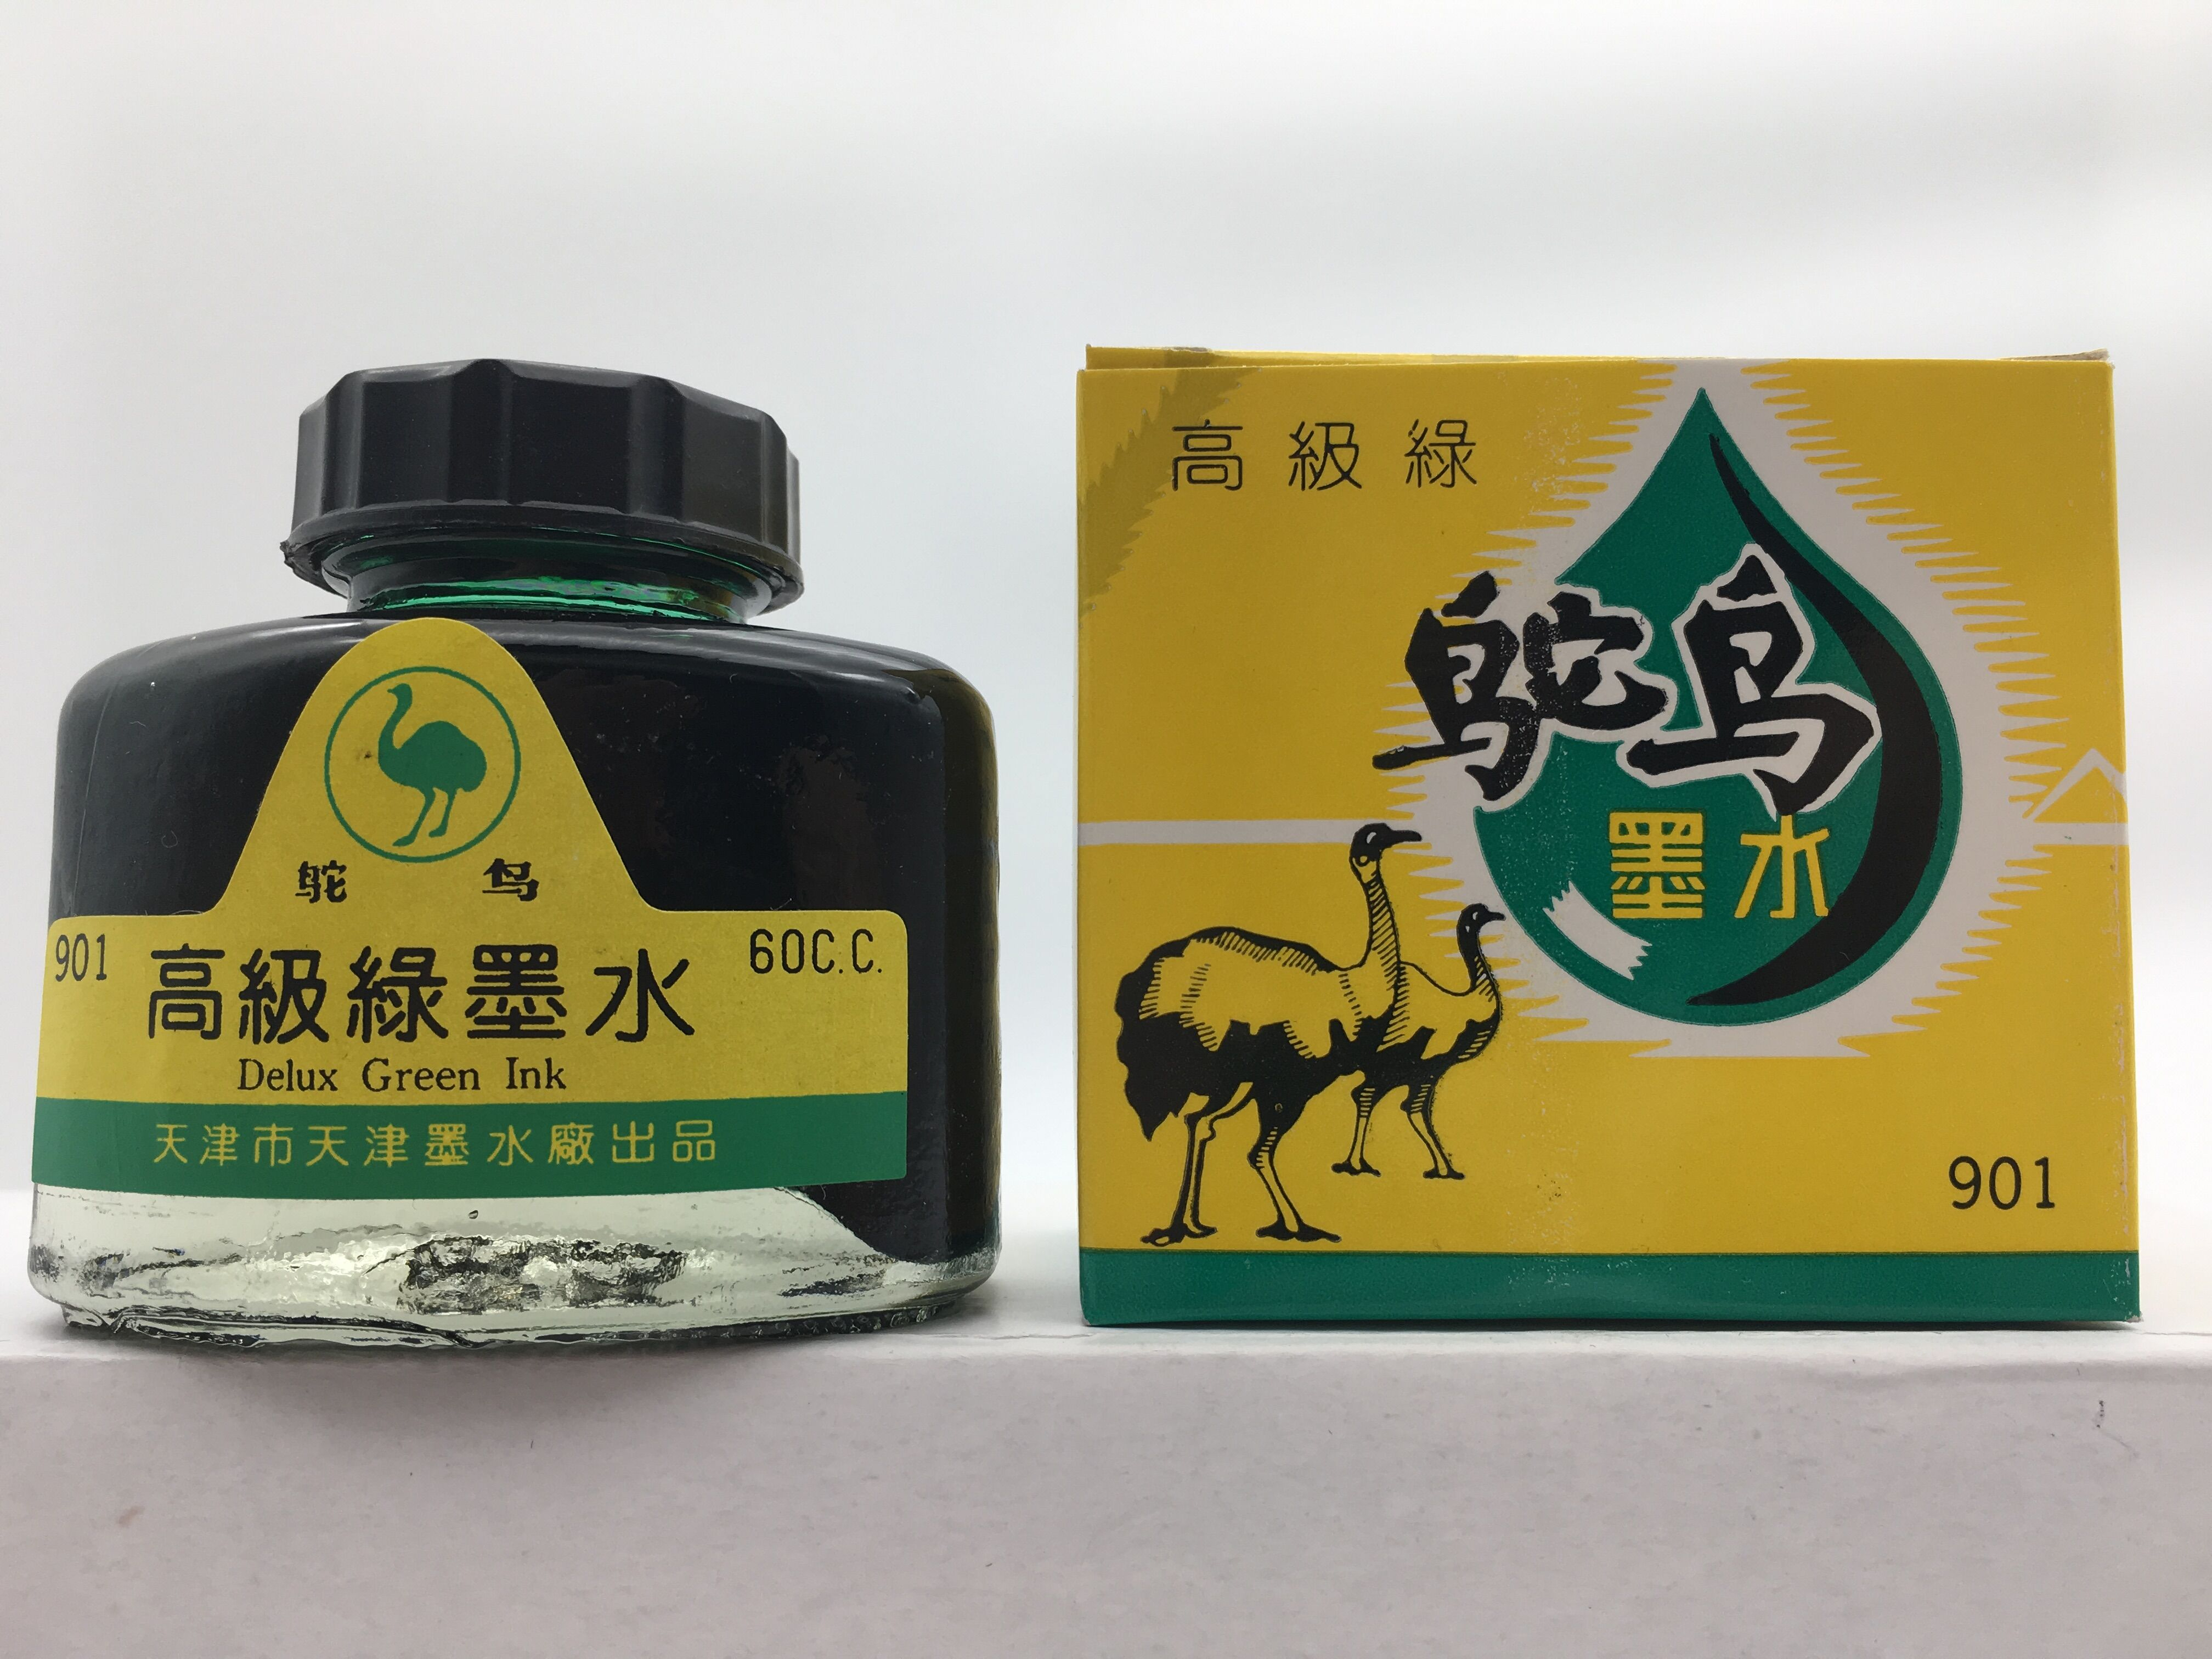 鸵鸟
901
高級綠墨水
60C.C.
Delux Green Ink
天津市天津墨水廠出品
高級綠
鸵鸟
墨水
901